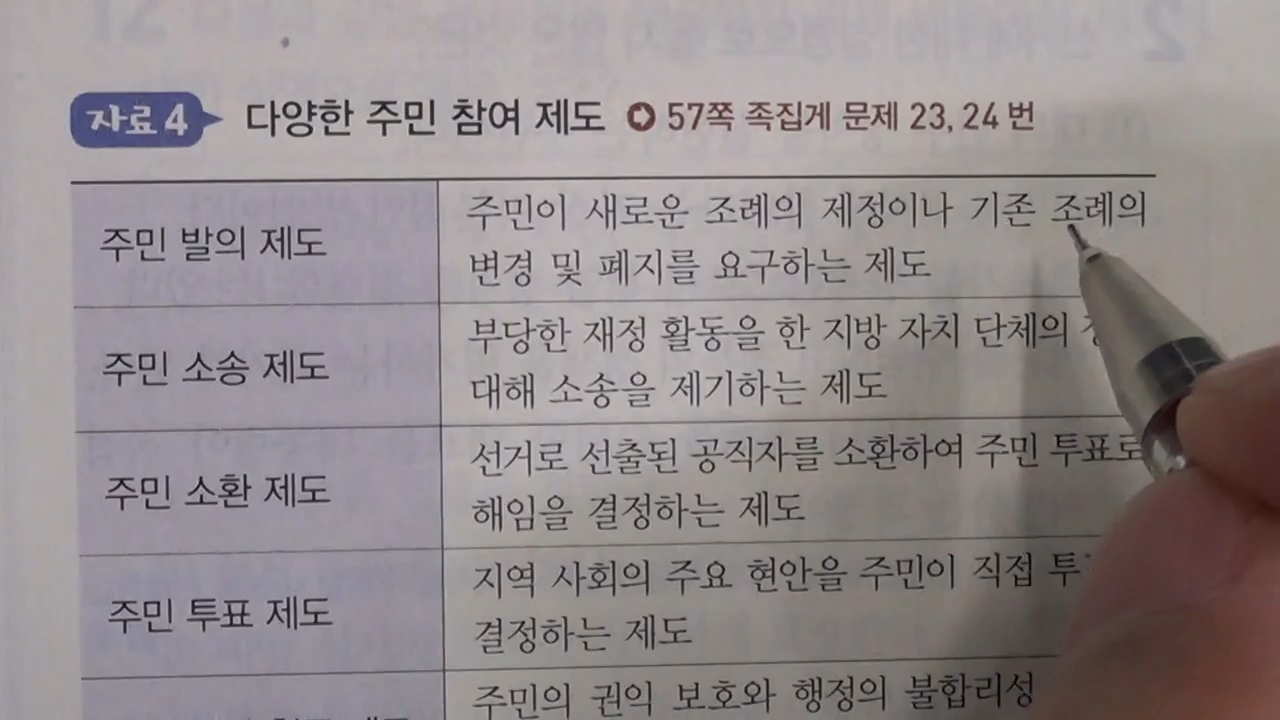 자료 4 다양한 주민 참여 제도 ➲ 57쪽 족집게 문제 23, 24 번
주민 발의 제도
주민이 새로운 조례의 제정이나 기존 조례의
변경 및 폐지를 요구하는 제도
주민 소송 제도
부당한 재정 활동을 한 지방 자치 단체의
대해 소송을 제기하는 제도
주민 소환 제도
선거로 선출된 공직자를 소환하여 주민 투표로
해임을 결정하는 제도
주민 투표 제도
지역 사회의 주요 현안을 주민이 직접
결정하는 제도
주민의 권익 보호와 행정의 불합리성